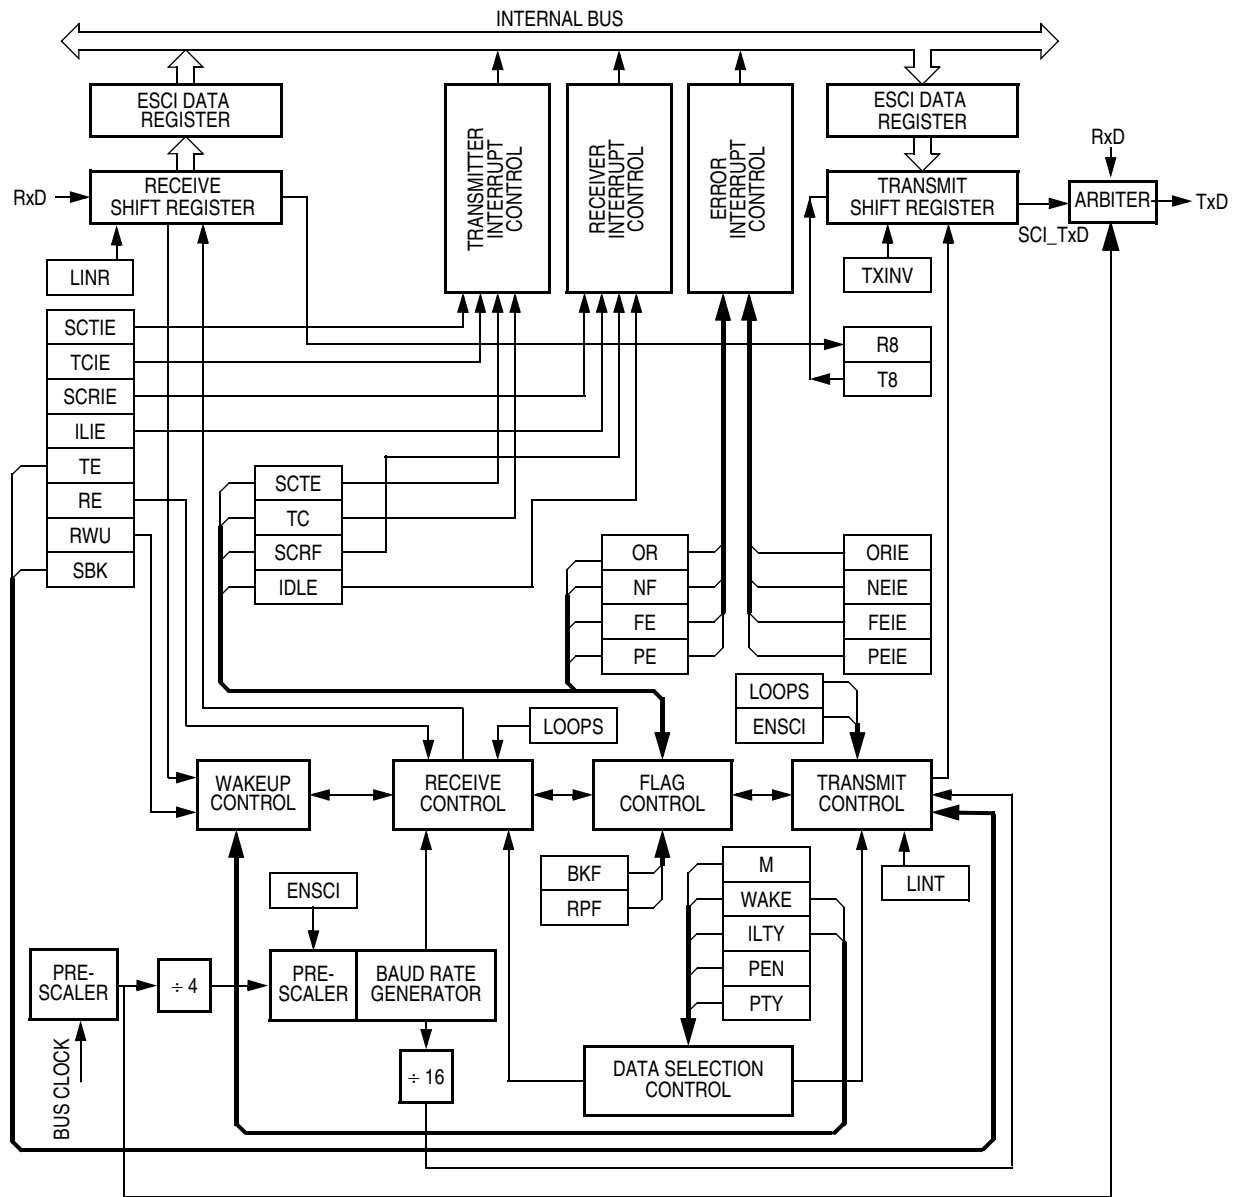 INTERNAL BUS
ESCI DATA
REGISTER
TRANSMITTER
INTERRUPT
CONTROL
RECEIVER
INTERRUPT
CONTROL
ERROR
INTERRUPT
CONTROL
ESCI DATA
REGISTER
RxD
RECEIVE
SHIFT REGISTER
TRANSMIT
SHIFT REGISTER
RxD
ARBITER
TxD
SCI_TxD
LINR
TXINV
SCTIE
TCIE
SCRIE
ILIE
TE
RE
RWU
SBK
R8
T8
SCTE
TC
SCRF
IDLE
OR
NF
FE
PE
ORIE
NEIE
FEIE
PEIE
LOOPS
LOOPS
ENSCI
WAKEUP
CONTROL
RECEIVE
CONTROL
FLAG
CONTROL
TRANSMIT
CONTROL
BKF
RPF
M
WAKE
ILTY
PEN
PTY
LINT
ENSCI
PRE-
SCALER
÷ 4
PRE-
SCALER
BAUD RATE
GENERATOR
BUS CLOCK
÷ 16
DATA SELECTION
CONTROL